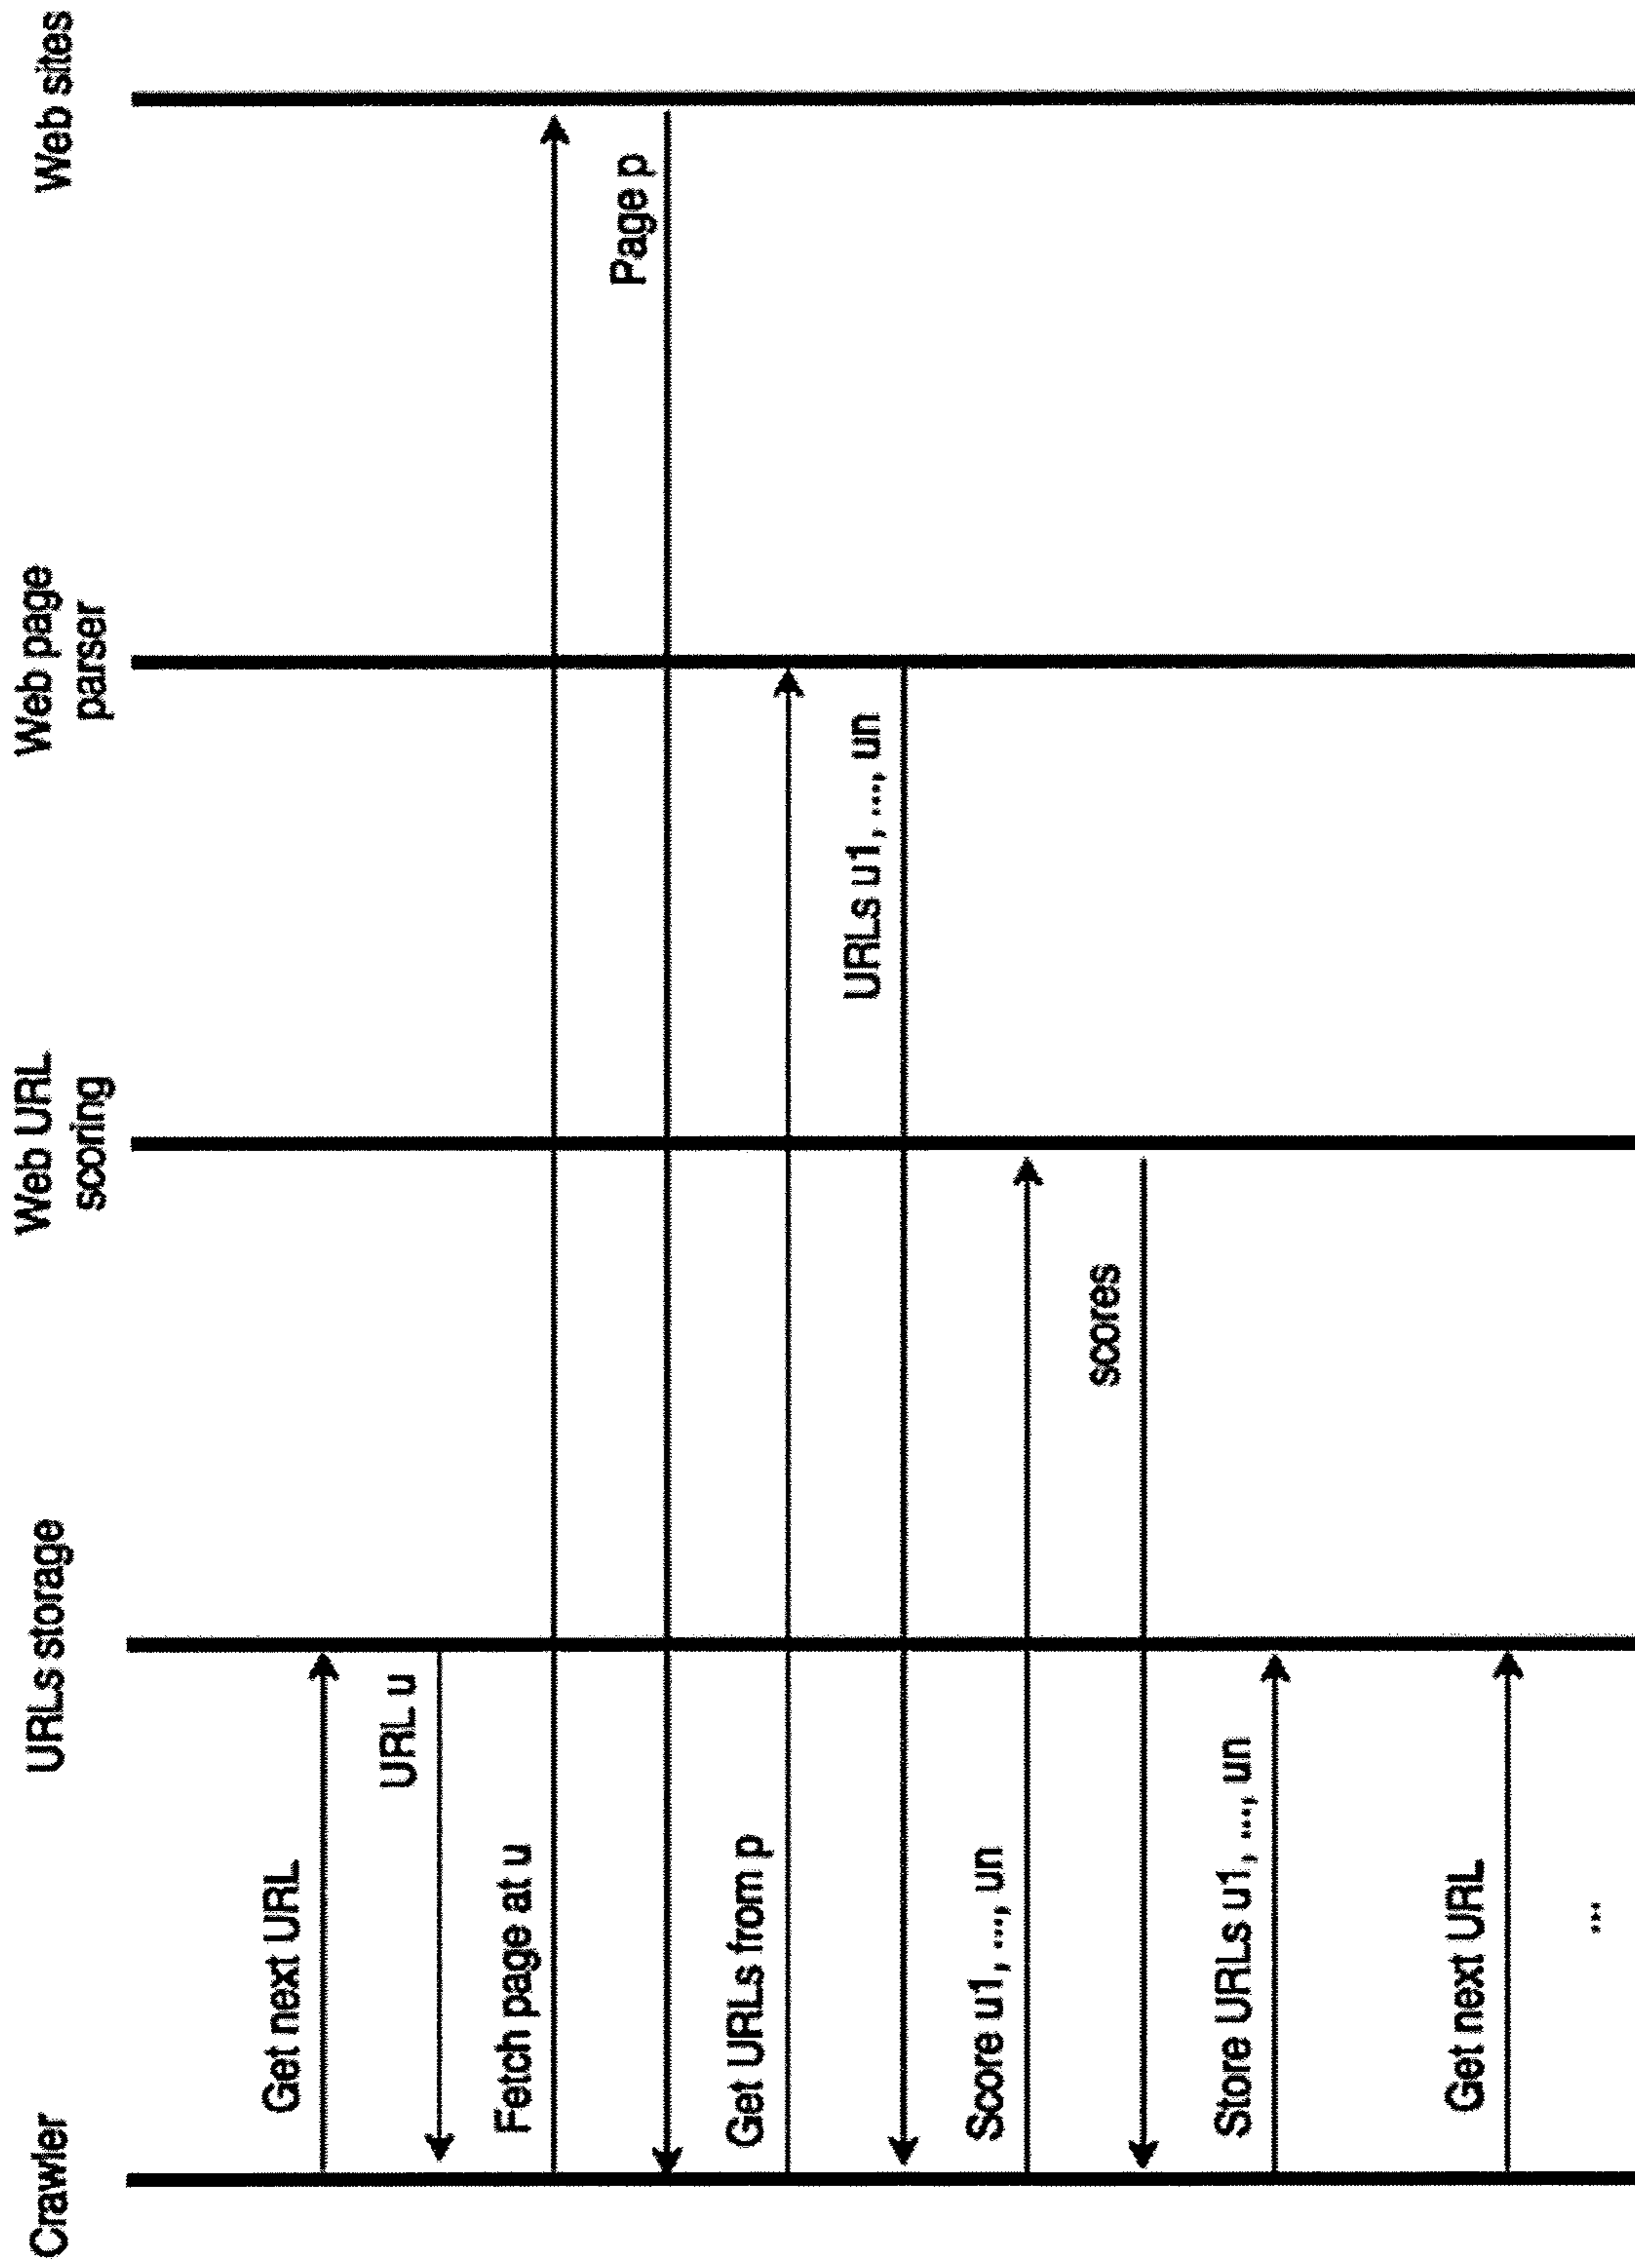 Crawler
URLs storage
Web URL
scoring
Web page
parser
Web sites
Get next URL
URL u
Fetch page at u
Page p
Get URLs from p
URLs u1, ..., un
Score u1, ..., un
scores
Store URLs u1, ..., un
Get next URL
...